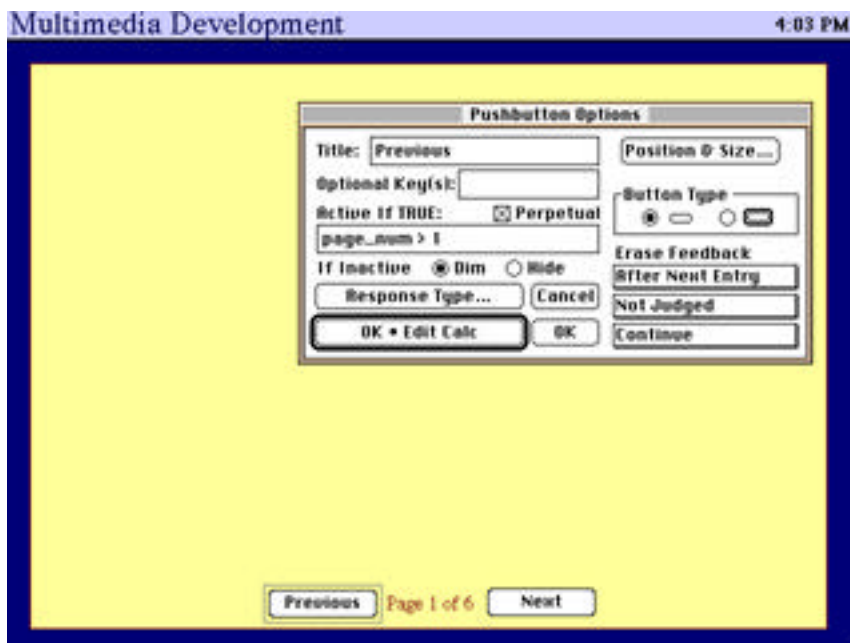 Multimedia Development 4:03 PM
Pushbutton Options
Title: Previous
Position & Size...
Optional Key(s):
Button Type
Active If TRUE: Perpetual
page_num > 1
Erase Feedback
If Inactive Dim Hide
After Next Entry
Response Type... Cancel
Not Judged
OK • Edit Calc OK
Continue
Previous Page 1 of 6 Next